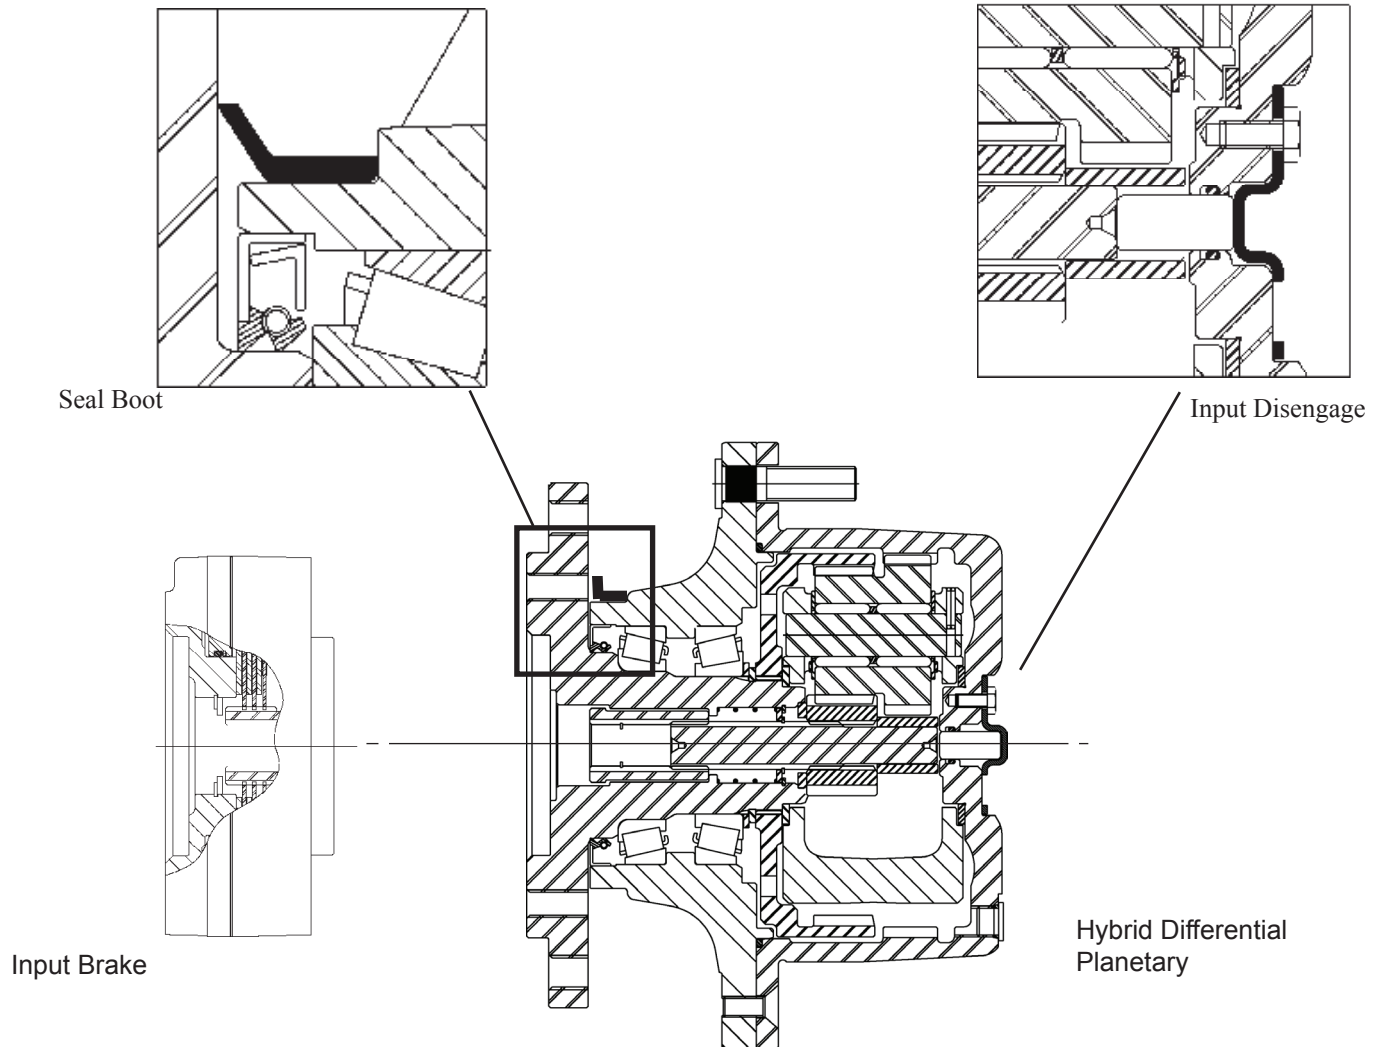 Seal Boot
Input Disengage
Input Brake
Hybrid Differential
Planetary